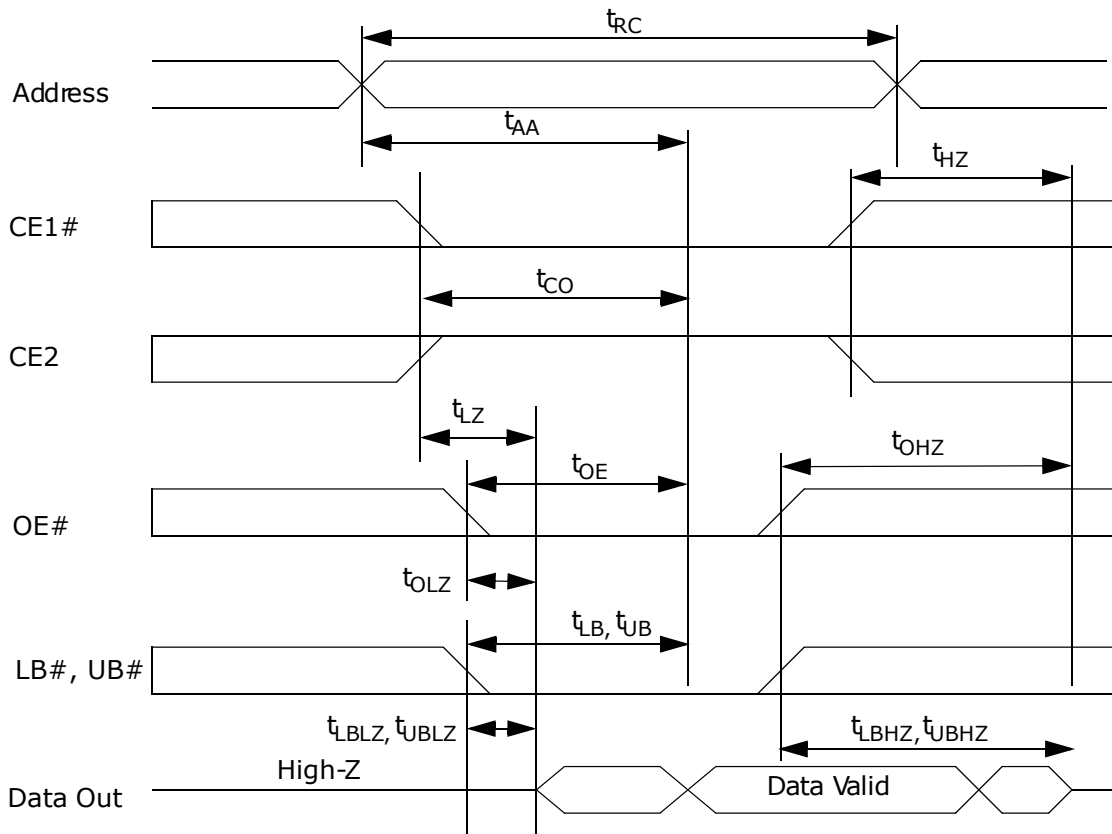 tRC
Address
tAA
tHZ
CE1#
tCO
CE2
tLZ
tOHZ
tOE
OE#
tOLZ
tLB, tUB
LB#, UB#
tLBLZ, tUBLZ
tLBHZ, tUBHZ
High-Z
Data Valid
Data Out